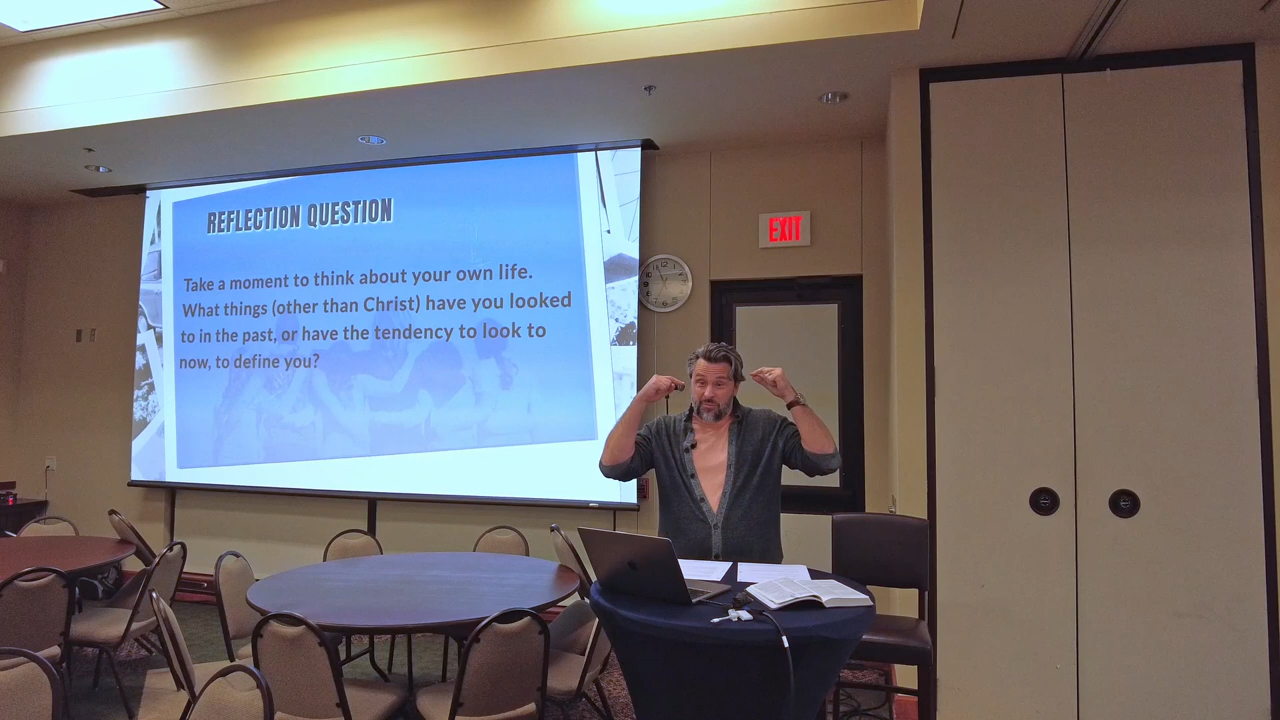 REFLECTION QUESTION
Take a moment to think about your own life.
What things (other than Christ) have you looked
to in the past, or have the tendency to look to
now, to define you?
EXIT